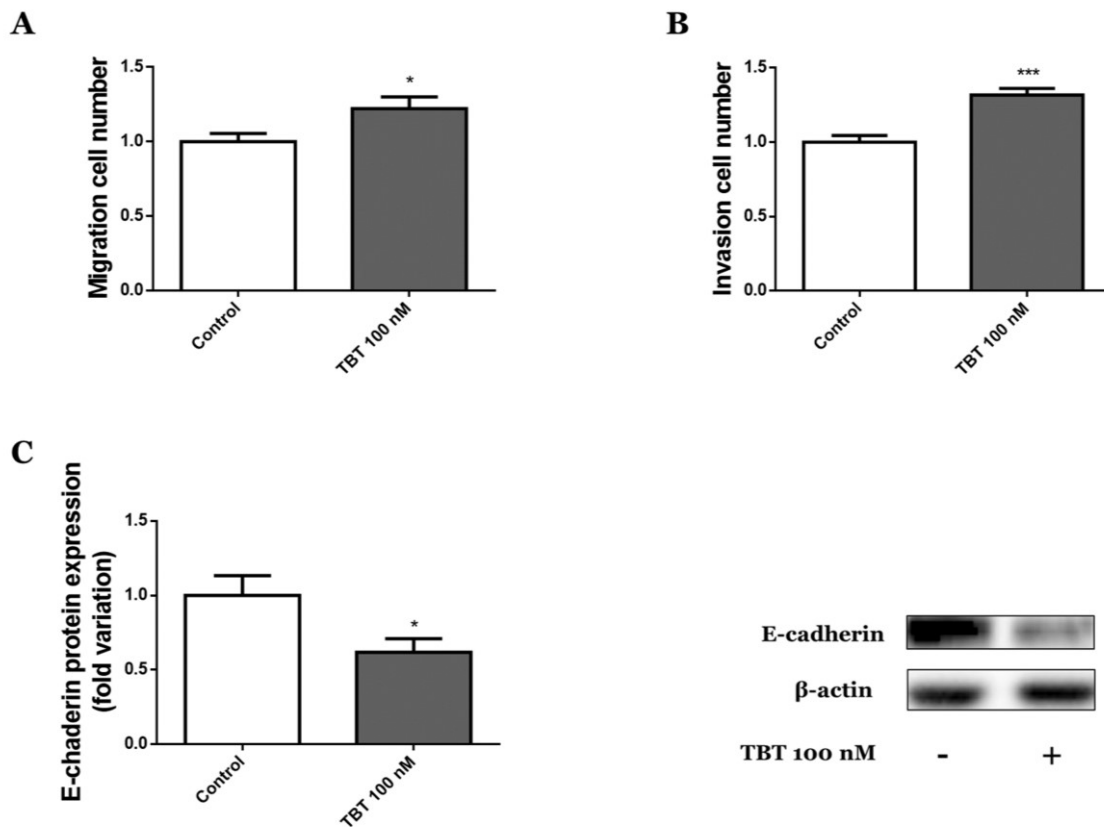 A
Migration cell number
1.5
1.0
0.5
0.0
*
Control
TBT 100 nM
B
Invasion cell number
1.5
1.0
0.5
0.0
***
Control
TBT 100 nM
C
E-chaderin protein expression
(fold variation)
1.5
1.0
0.5
0.0
*
Control
TBT 100 nM
E-cadherin
β-actin
TBT 100 nM - +